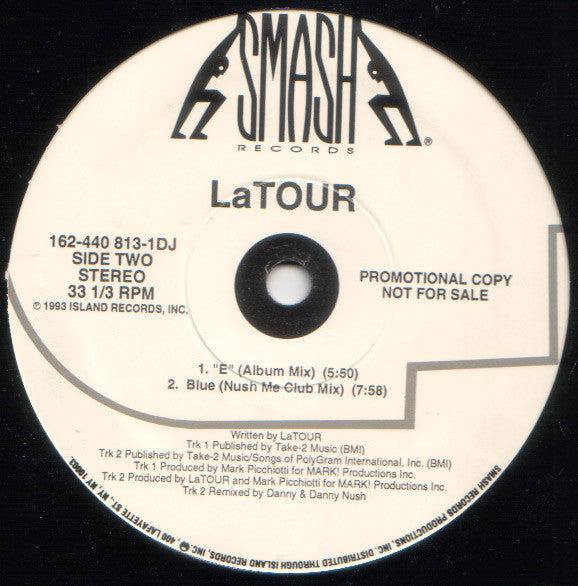 SMASH
RECORDS
®
LaTOUR
162-440 813-1DJ
SIDE TWO
STEREO
33 1/3 RPM
℗ 1993 ISLAND RECORDS, INC.
PROMOTIONAL COPY
NOT FOR SALE
1. "E" (Album Mix) (5:50)
2. Blue (Nush Me Club Mix) (7:58)
Written by LaTOUR
Trk 1 Published by Take-2 Music (BMI)
Trk 2 Published by Take-2 Music/Songs of PolyGram International, Inc. (BMI)
Trk 1 Produced by Mark Picchiotti for MARK! Productions Inc.
Trk 2 Produced by LaTOUR and Mark Picchiotti for MARK! Productions Inc.
Trk 2 Remixed by Danny & Danny Nush
SMASH RECORDS PRODUCTIONS, INC. DISTRIBUTED THROUGH ISLAND RECORDS, INC. ℗, 400 LAFAYETTE ST., NY, NY 10003.